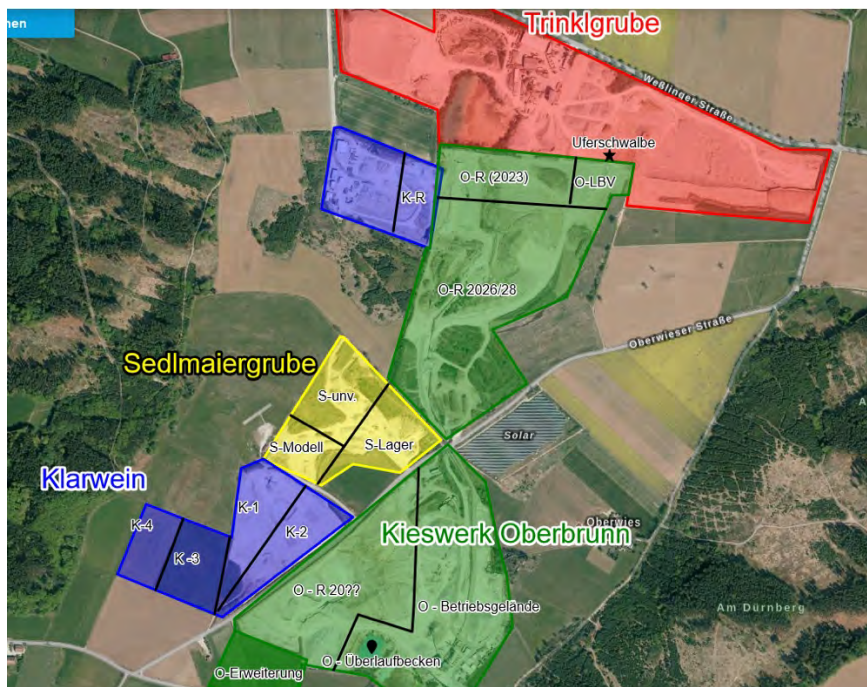 nen
Trinklgrube
Weßlinger Straße
Uferschwalbe
O-R (2023)
O-LBV
K-R
O-R 2026/28
Oberwieser Straße
Sedlmaiergrube
S-unv.
S-Modell
S-Lager
Solar
Klarwein
K-1
K-2
K-4
K -3
Oberwies
Kieswerk Oberbrunn
O - R 20??
O - Betriebsgelände
Am Dürnberg
O - Überlaufbecken
O-Erweiterung